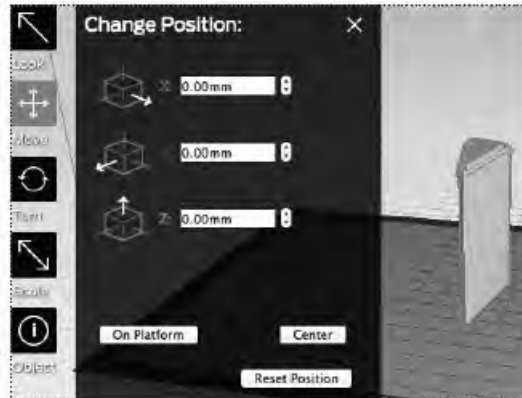 Change Position:
Look
X: 0.00mm
Move
0.00mm
Turn
Z: 0.00mm
Scale
On Platform
Center
Object
Reset Position